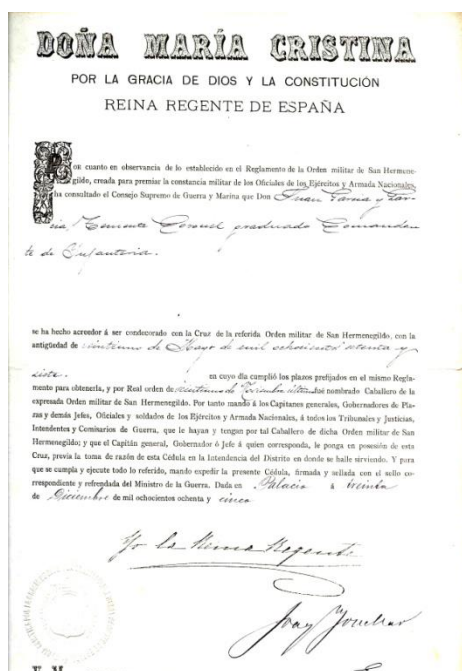 DOÑA MARÍA CRISTINA
POR LA GRACIA DE DIOS Y LA CONSTITUCIÓN
REINA REGENTE DE ESPAÑA
POR cuanto en observancia de lo establecido en el Reglamento de la Orden militar de San Hermene-
gildo, creada para premiar la constancia militar de los Oficiales de los Ejércitos y Armada Nacionales,
ha consultado el Consejo Supremo de Guerra y Marina que Don Juan García y Gar-
cía, Teniente Coronel graduado Comandan-
te de Infanteria.
se ha hecho acreedor á ser condecorado con la Cruz de la referida Orden militar de San Hermenegildo, con la
antigüedad de veintiuno de Mayo de mil ochocientos setenta y
siete. en cuyo día cumplió los plazos prefijados en el mismo Regla-
mento para obtenerla, y por Real orden de veintiuno de último nombrado Caballero de la
expresada Orden militar de San Hermenegildo. Por tanto mando á los Capitanes generales, Gobernadores de Pla-
zas y demás Jefes, Oficiales y soldados de los Ejércitos y Armada Nacionales, á todos los Tribunales y Justicias,
Intendentes y Comisarios de Guerra, que le hayan y tengan por tal Caballero de dicha Orden militar de San
Hermenegildo; y que el Capitán general, Gobernador ó Jefe á quien corresponda, le ponga en posesión de esta
Cruz, previa la toma de razón de esta Cédula en la Intendencia del Distrito en donde se halle sirviendo. Y para
que se cumpla y ejecute todo lo referido, mando expedir la presente Cédula, firmada y sellada con el sello co-
rrespondiente y refrendada del Ministro de la Guerra. Dada en Palacio á treinta
de Diciembre de mil ochocientos ochenta y cinco
Yo la Reina Regente
V. M.